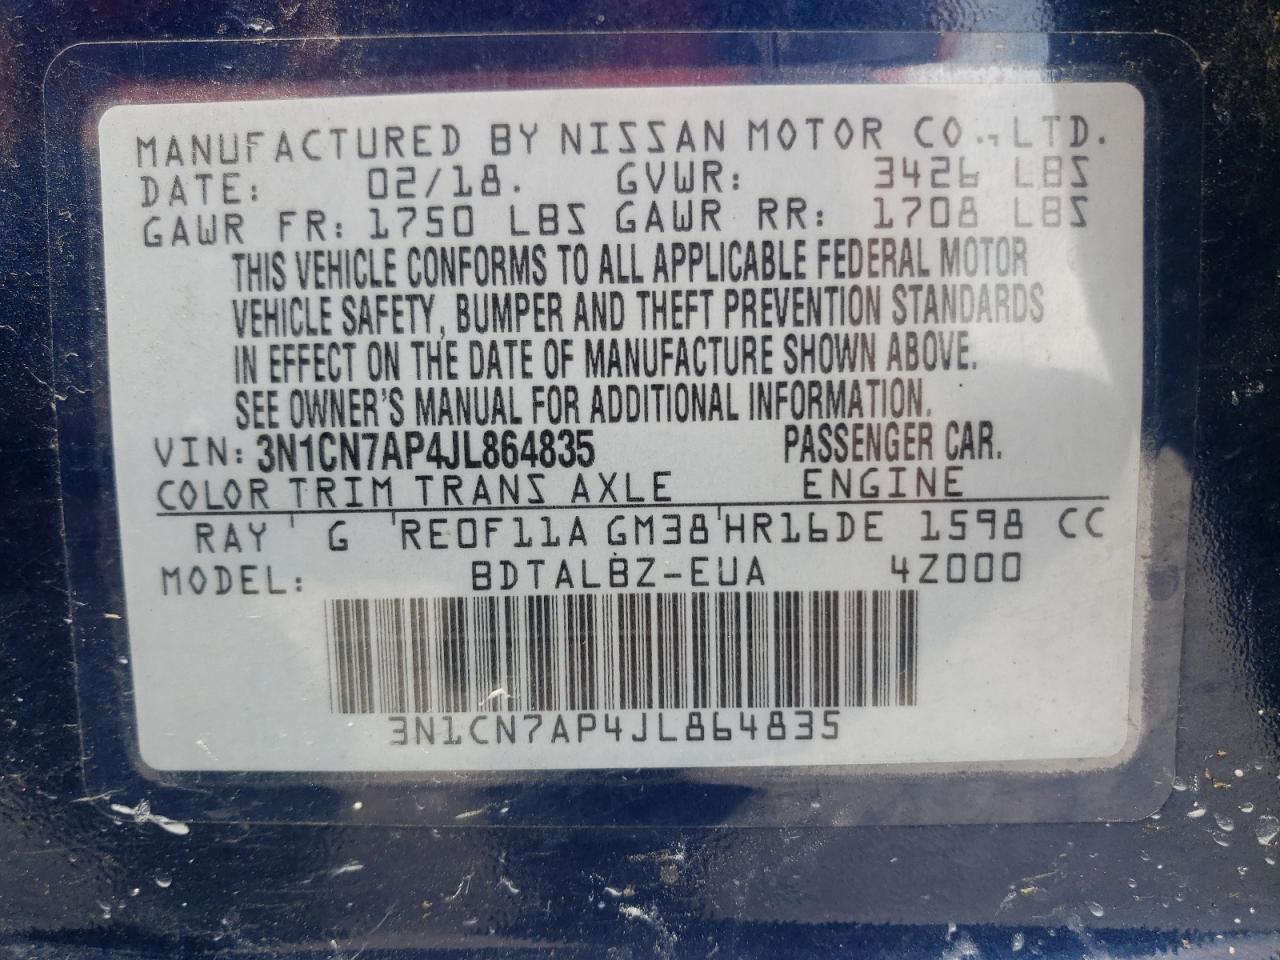 MANUFACTURED BY NISSAN MOTOR CO., LTD.
DATE: 02/18. GVWR: 3426 LBS
GAWR FR: 1750 LBS GAWR RR: 1708 LBS
THIS VEHICLE CONFORMS TO ALL APPLICABLE FEDERAL MOTOR
VEHICLE SAFETY, BUMPER AND THEFT PREVENTION STANDARDS
IN EFFECT ON THE DATE OF MANUFACTURE SHOWN ABOVE.
SEE OWNER'S MANUAL FOR ADDITIONAL INFORMATION.
VIN: 3N1CN7AP4JL864835 PASSENGER CAR.
COLOR TRIM TRANS AXLE ENGINE
RAY ' G ' RE0F11A GM38 ' HR16DE 1598 CC
MODEL: BDTALBZ-EUA 4Z000
3N1CN7AP4JL864835